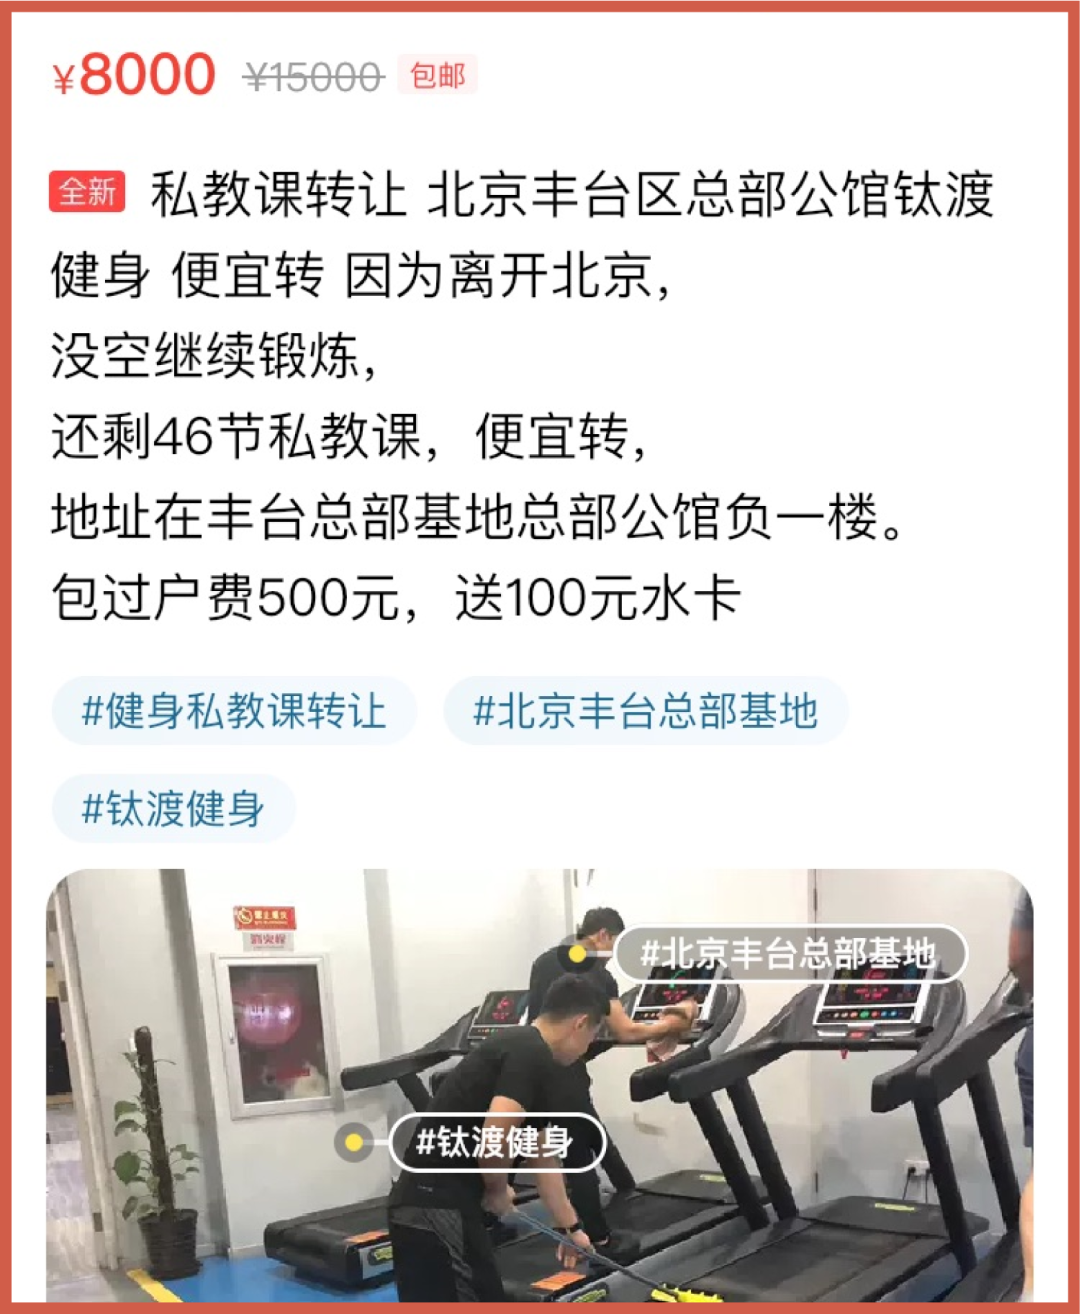 ¥8000 ¥15000 包邮
全新 私教课转让 北京丰台区总部公馆钛渡
健身 便宜转 因为离开北京，
没空继续锻炼，
还剩46节私教课，便宜转，
地址在丰台总部基地总部公馆负一楼。
包过户费500元，送100元水卡
#健身私教课转让 #北京丰台总部基地
#钛渡健身
消火栓
#北京丰台总部基地
#钛渡健身